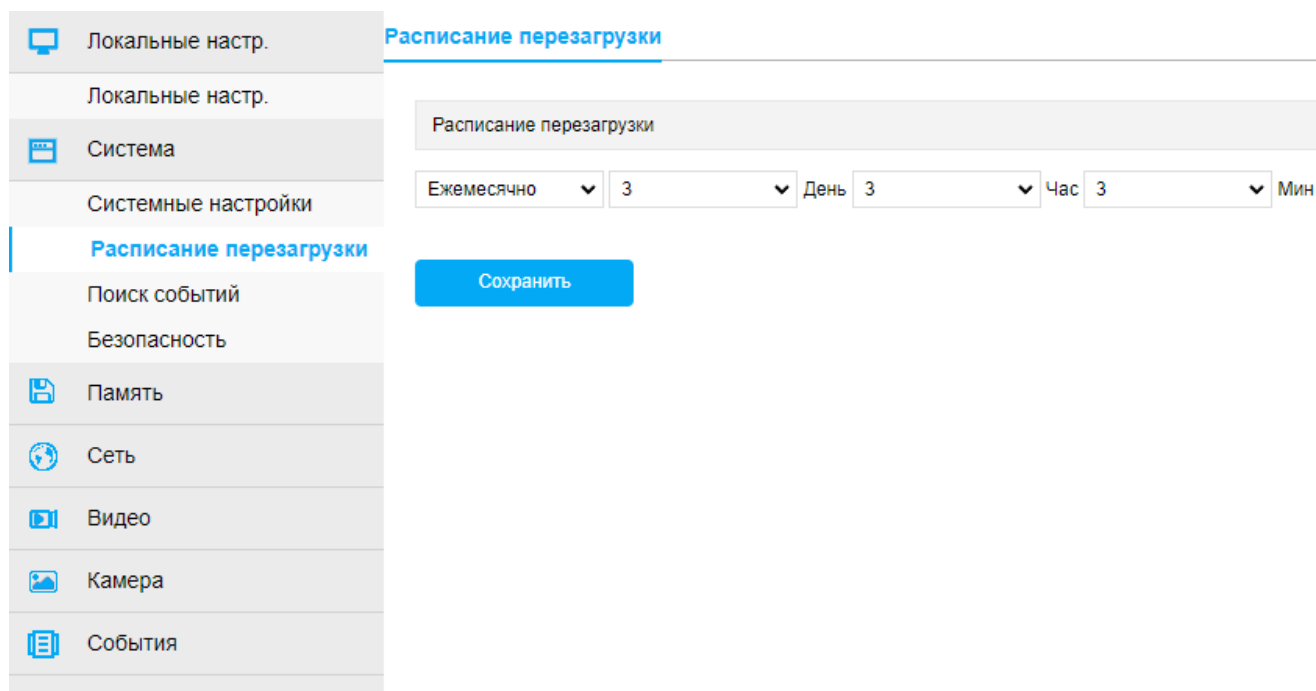 Локальные настр.
Локальные настр.
Система
Системные настройки
Расписание перезагрузки
Поиск событий
Безопасность
Память
Сеть
Видео
Камера
События
Расписание перезагрузки
Расписание перезагрузки
Ежемесячно 3 День 3 Час 3 Мин
Сохранить